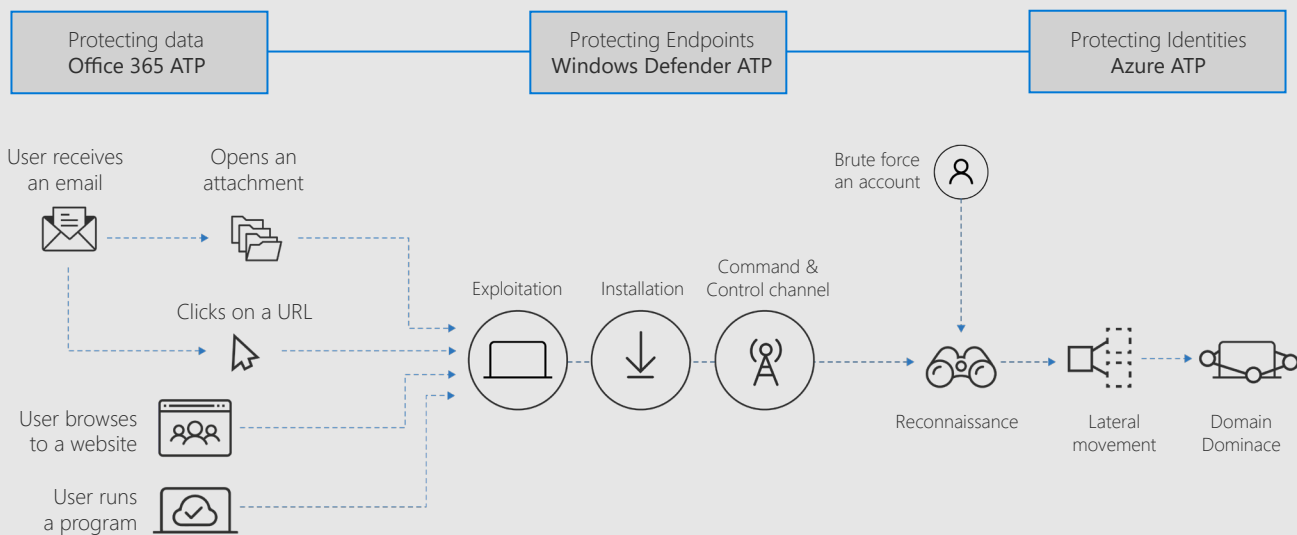 Protecting data
Office 365 ATP
Protecting Endpoints
Windows Defender ATP
Protecting Identities
Azure ATP
User receives
an email
Opens an
attachment
Brute force
an account
Clicks on a URL
Exploitation
Installation
Command &
Control channel
User browses
to a website
Reconnaissance
Lateral
movement
Domain
Dominace
User runs
a program